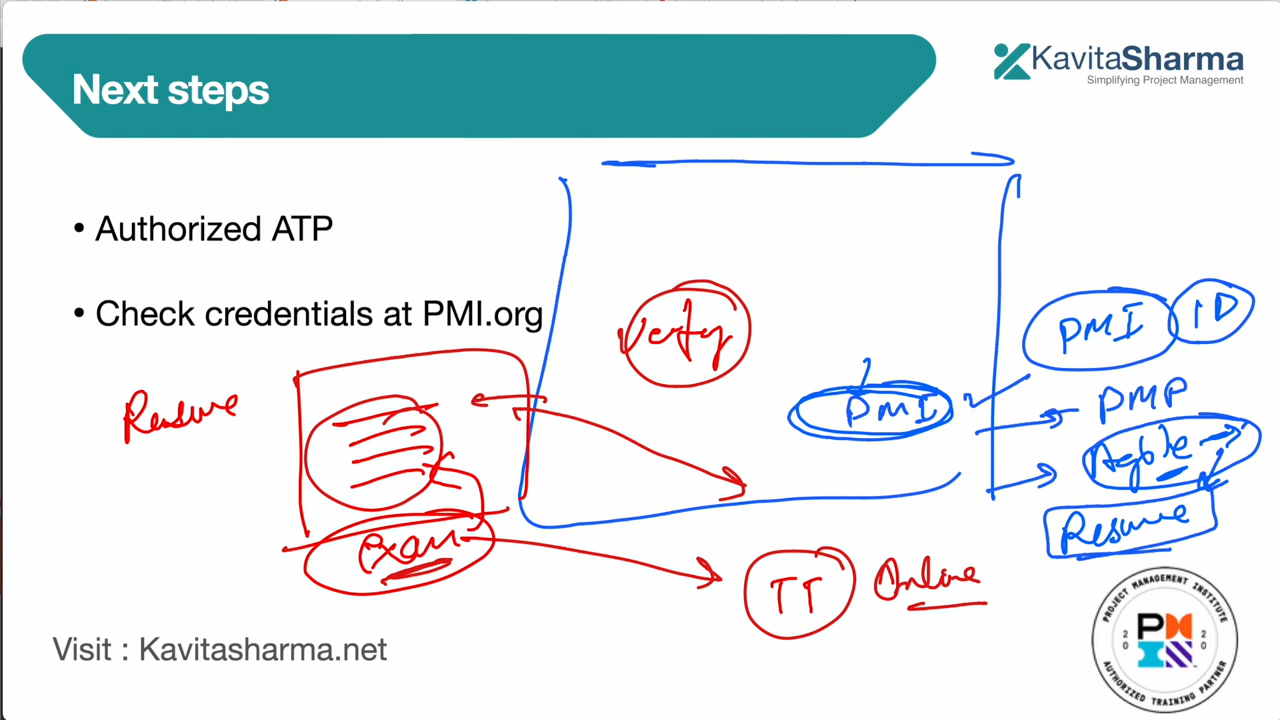 Next steps
KavitaSharma
Simplifying Project Management
• Authorized ATP
• Check credentials at PMI.org
Verify
PMI
PMI ID
PMP
Agile
Resume
Resume
Exam
TT Online
Visit : Kavitasharma.net
PROJECT MANAGEMENT INSTITUTE
2020
AUTHORIZED TRAINING PARTNER